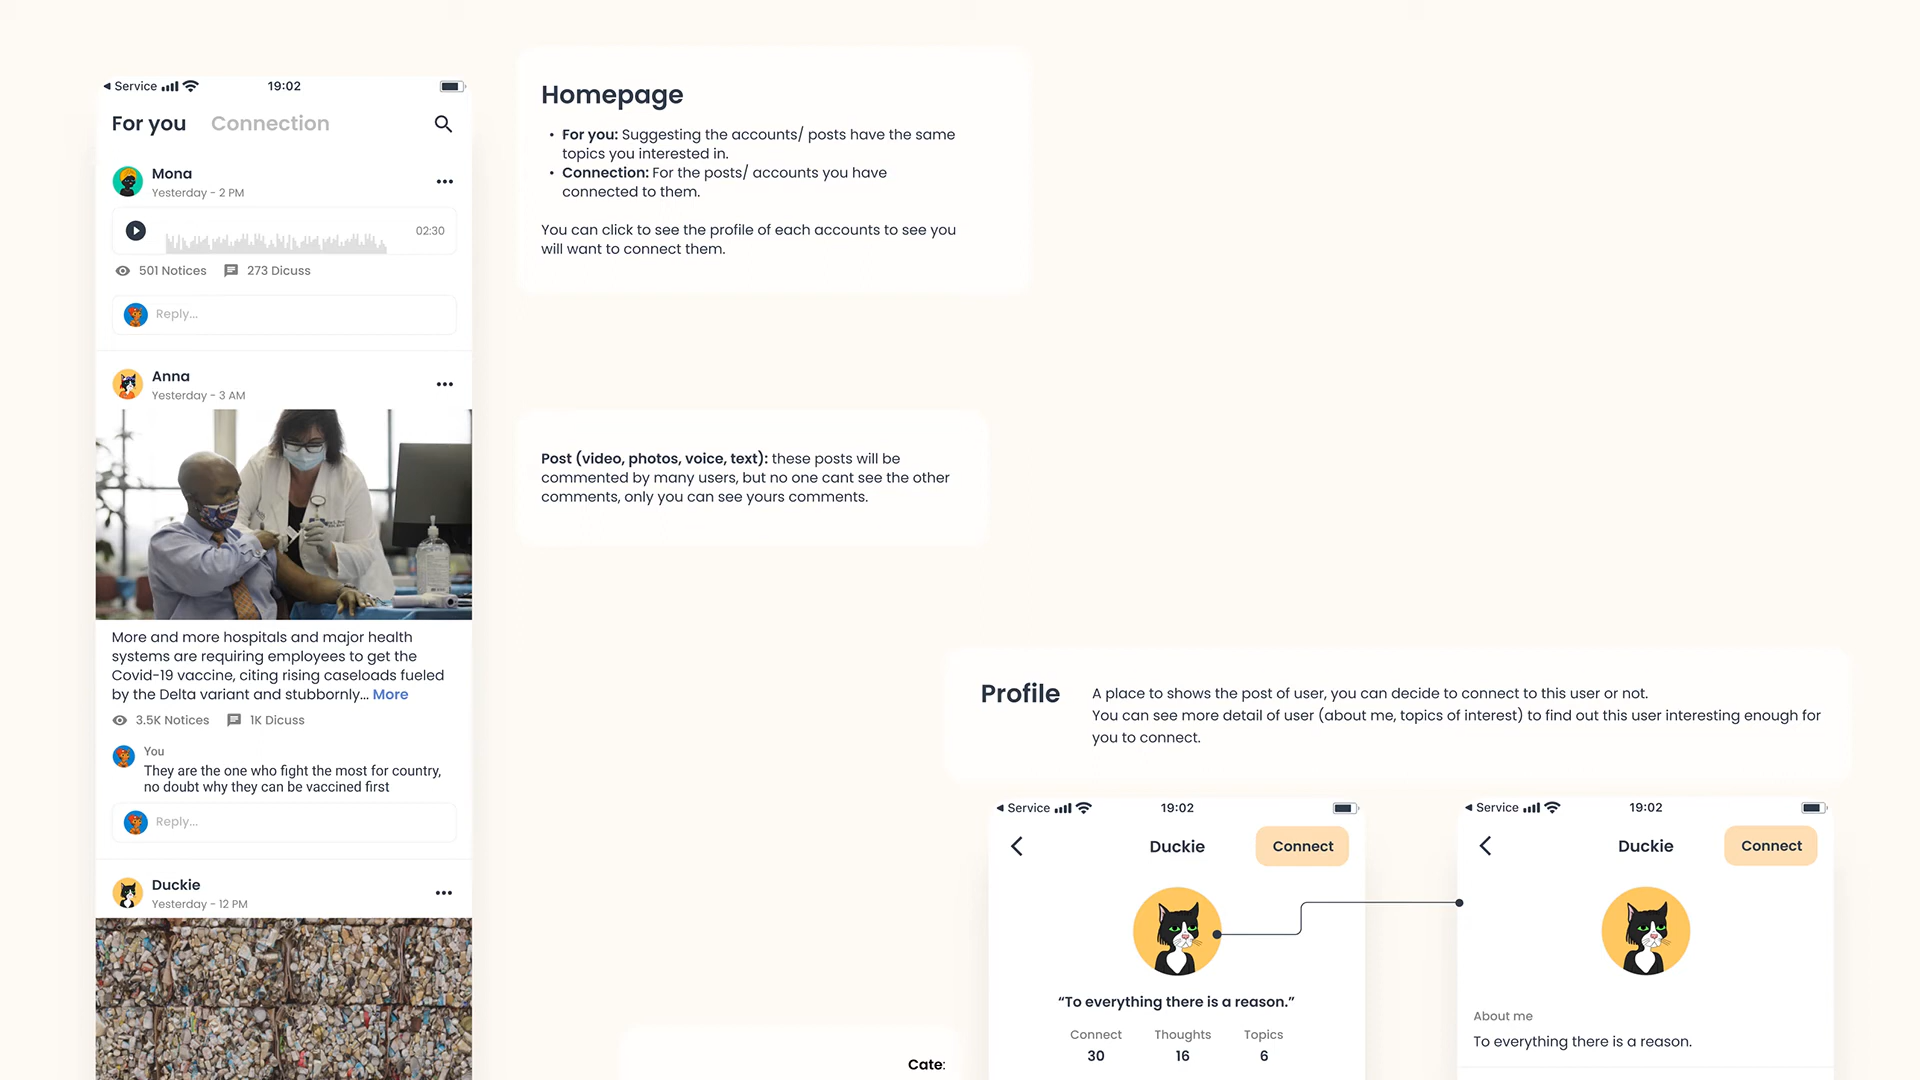 Service
19:02
For you
Connection
Mona
Yesterday - 2 PM
02:30
501 Notices
273 Dicuss
Reply...
Anna
Yesterday - 3 AM
More and more hospitals and major health
systems are requiring employees to get the
Covid-19 vaccine, citing rising caseloads fueled
by the Delta variant and stubbornly... More
3.5K Notices
1K Dicuss
You
They are the one who fight the most for country,
no doubt why they can be vaccined first
Reply...
Duckie
Yesterday - 12 PM
Homepage
• For you: Suggesting the accounts/ posts have the same
topics you interested in.
• Connection: For the posts/ accounts you have
connected to them.
You can click to see the profile of each accounts to see you
will want to connect them.
Post (video, photos, voice, text): these posts will be
commented by many users, but no one cant see the other
comments, only you can see yours comments.
Profile
A place to shows the post of user, you can decide to connect to this user or not.
You can see more detail of user (about me, topics of interest) to find out this user interesting enough for
you to connect.
Cate:
Service
19:02
Duckie
Connect
“To everything there is a reason.”
Connect
Thoughts
Topics
30
16
6
Service
19:02
Duckie
Connect
About me
To everything there is a reason.